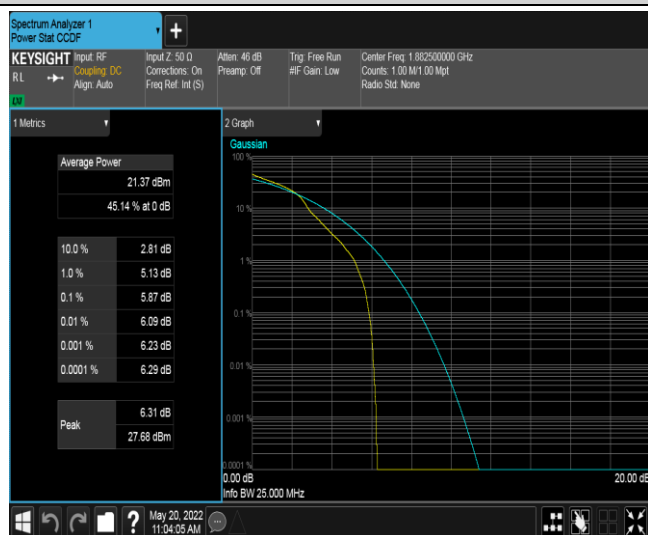 Spectrum Analyzer 1
Power Stat CCDF
+
KEYSIGHT
RL
LXI
Input: RF
Coupling: DC
Align: Auto
Input Z: 50 Ω
Corrections: On
Freq Ref: Int (S)
Atten: 46 dB
Preamp: Off
Trig: Free Run
#IF Gain: Low
Center Freq: 1.882500000 GHz
Counts: 1.00 M/1.00 Mpt
Radio Std: None
1 Metrics
Average Power
21.37 dBm
45.14 % at 0 dB
10.0 % 2.81 dB
1.0 % 5.13 dB
0.1 % 5.87 dB
0.01 % 6.09 dB
0.001 % 6.23 dB
0.0001 % 6.29 dB
Peak
6.31 dB
27.68 dBm
2 Graph
Gaussian
100 %
10 %
1 %
0.1 %
0.01 %
0.001 %
0.0001 %
0.00 dB 20.00 dB
Info BW 25.000 MHz
?
May 20, 2022
11:04:05 AM